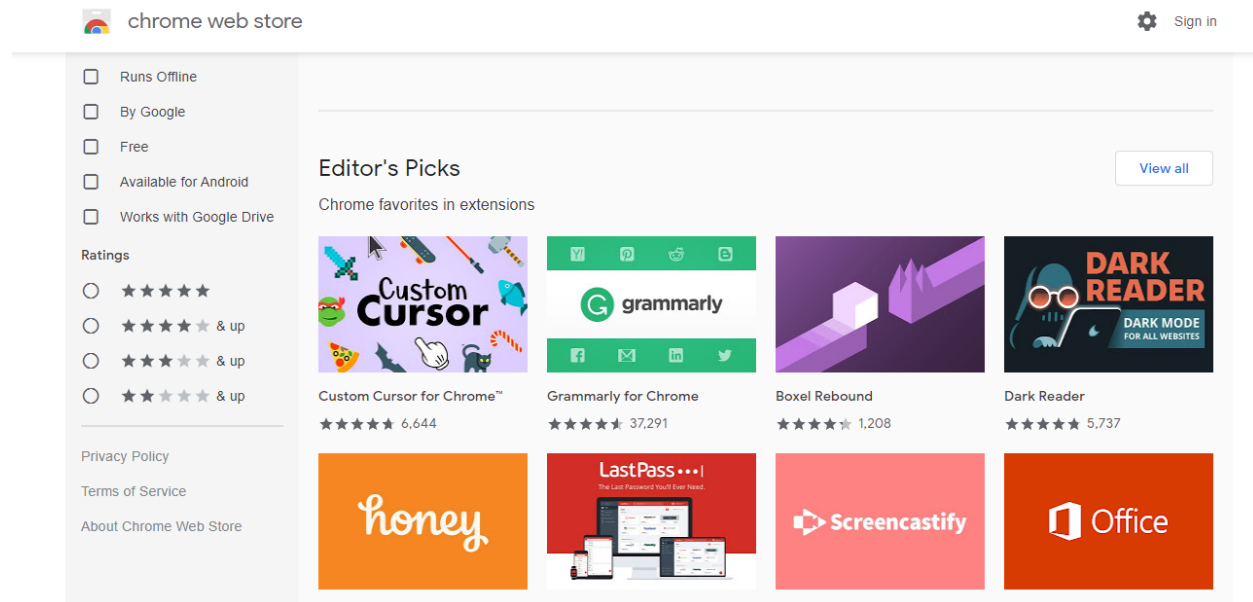 chrome web store
Sign in
Runs Offline
By Google
Free
Available for Android
Works with Google Drive
Ratings
& up
& up
& up
Privacy Policy
Terms of Service
About Chrome Web Store
Editor's Picks
View all
Chrome favorites in extensions
Custom
Cursor
grammarly
DARK
READER
DARK MODE
FOR ALL WEBSITES
Custom Cursor for Chrome™
6,644
Grammarly for Chrome
37,291
Boxel Rebound
1,208
Dark Reader
5,737
honey
LastPass •••|
The Last Password You'll Ever Need.
Screencastify
Office